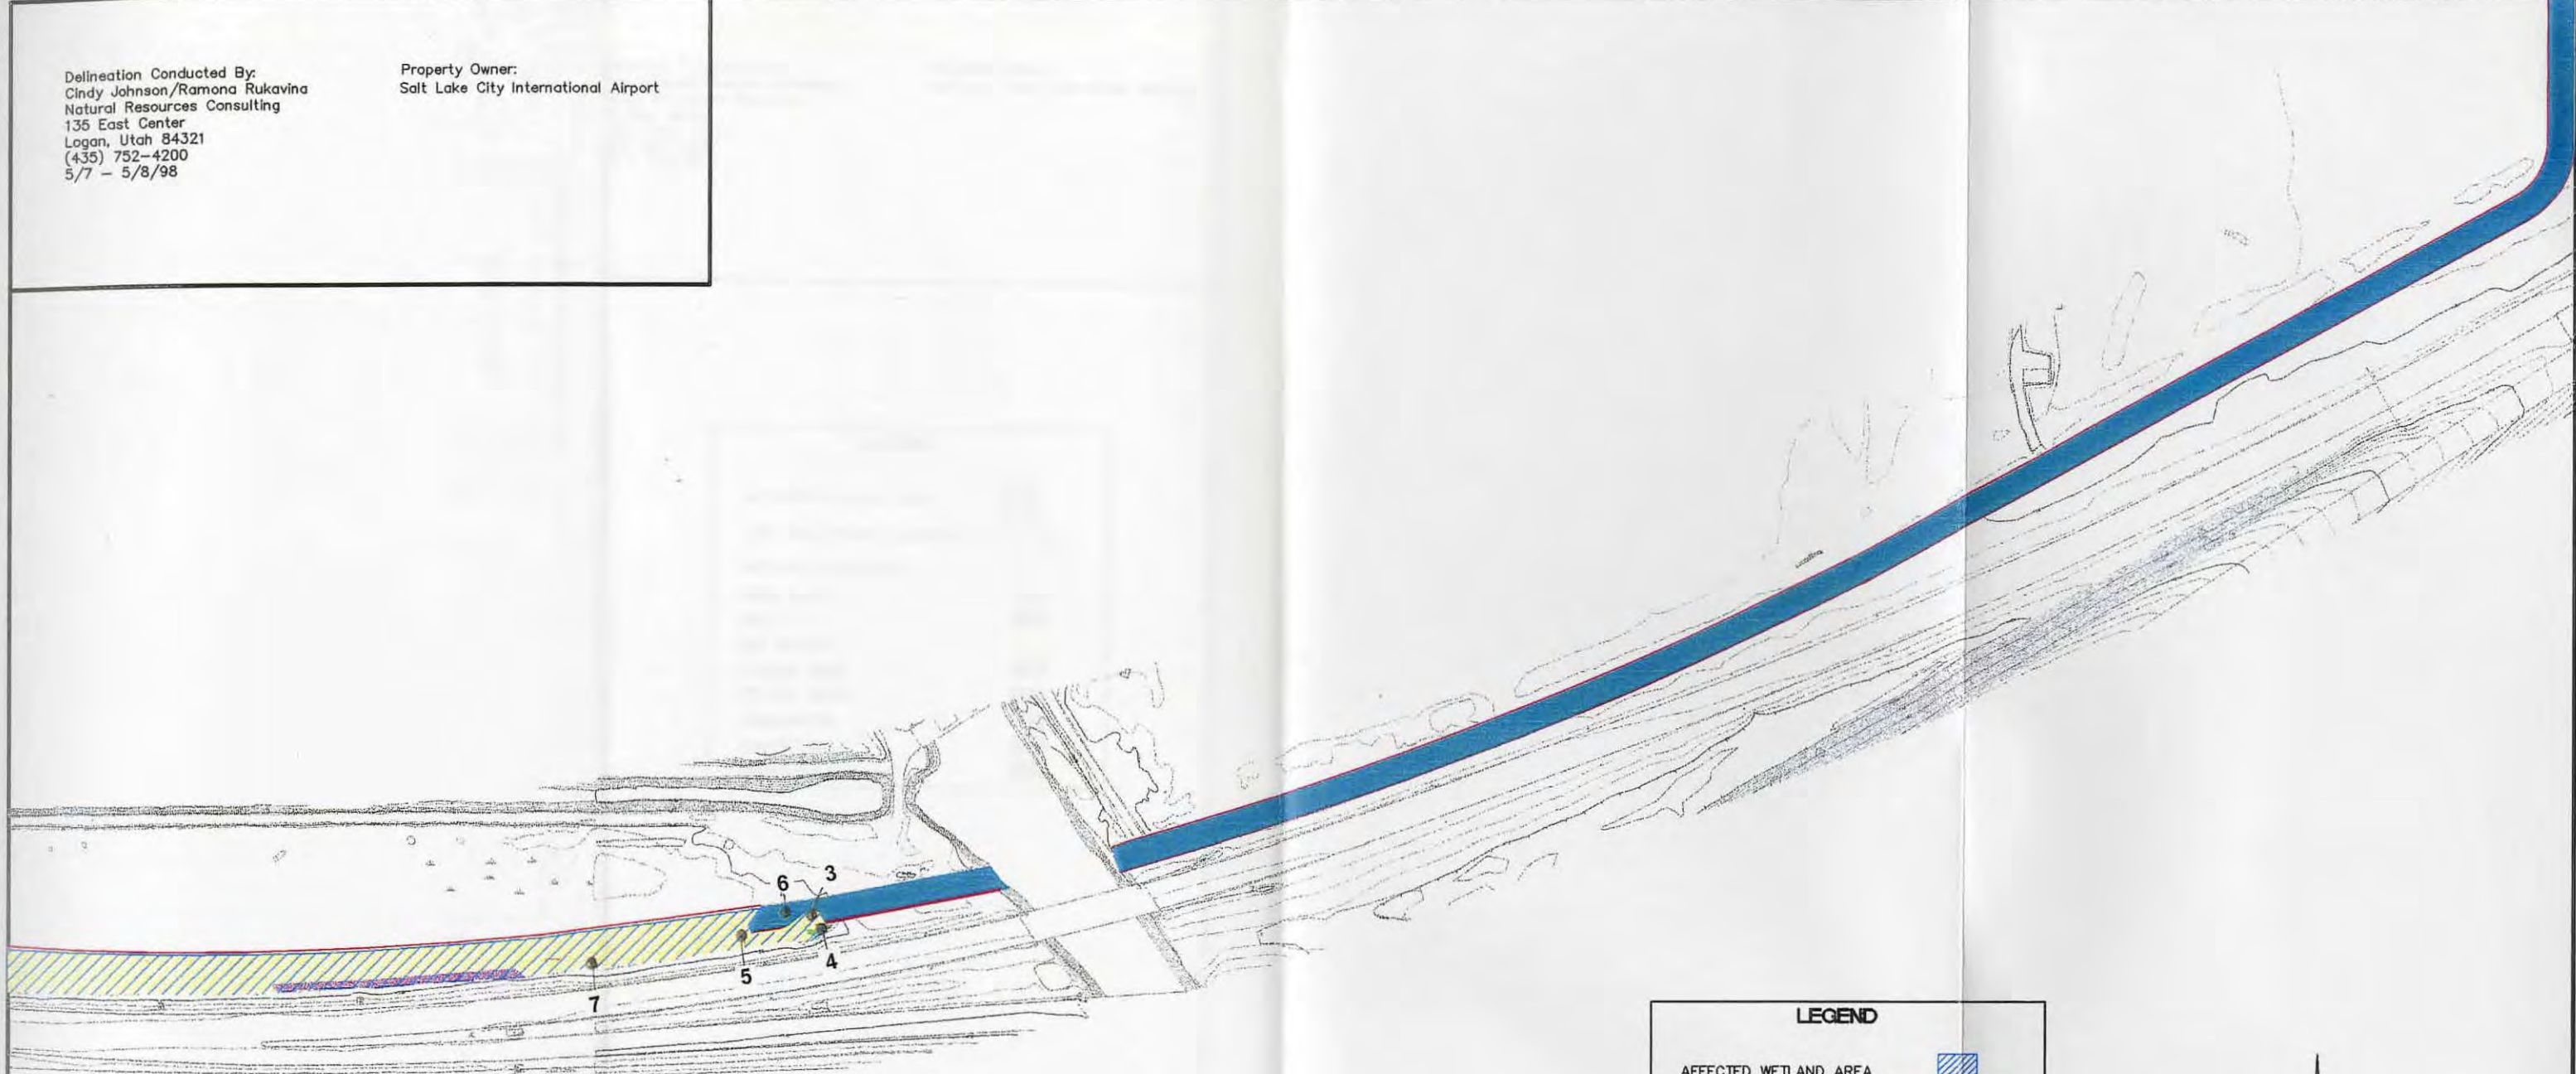 Delineation Conducted By:
Cindy Johnson/Ramona Rukavina
Natural Resources Consulting
135 East Center
Logan, Utah 84321
(435) 752-4200
5/7 - 5/8/98
Property Owner:
Salt Lake City International Airport
6
3
5
4
7
LEGEND
AFFECTED WETLAND AREA